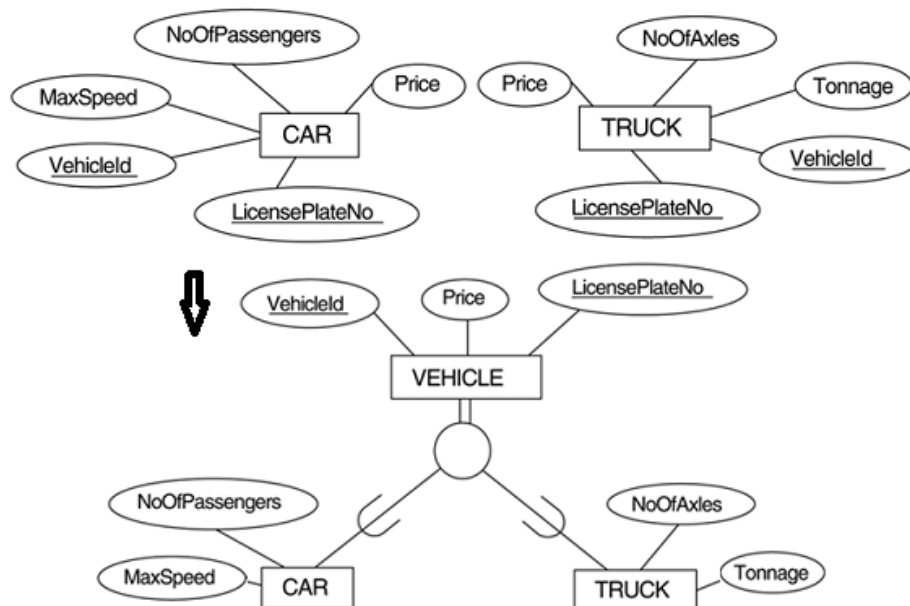 NoOfPassengers
MaxSpeed
Price
CAR
VehicleId
LicensePlateNo
NoOfAxles
Price
Tonnage
TRUCK
VehicleId
LicensePlateNo
VehicleId
Price
LicensePlateNo
VEHICLE
NoOfPassengers
MaxSpeed
CAR
NoOfAxles
Tonnage
TRUCK